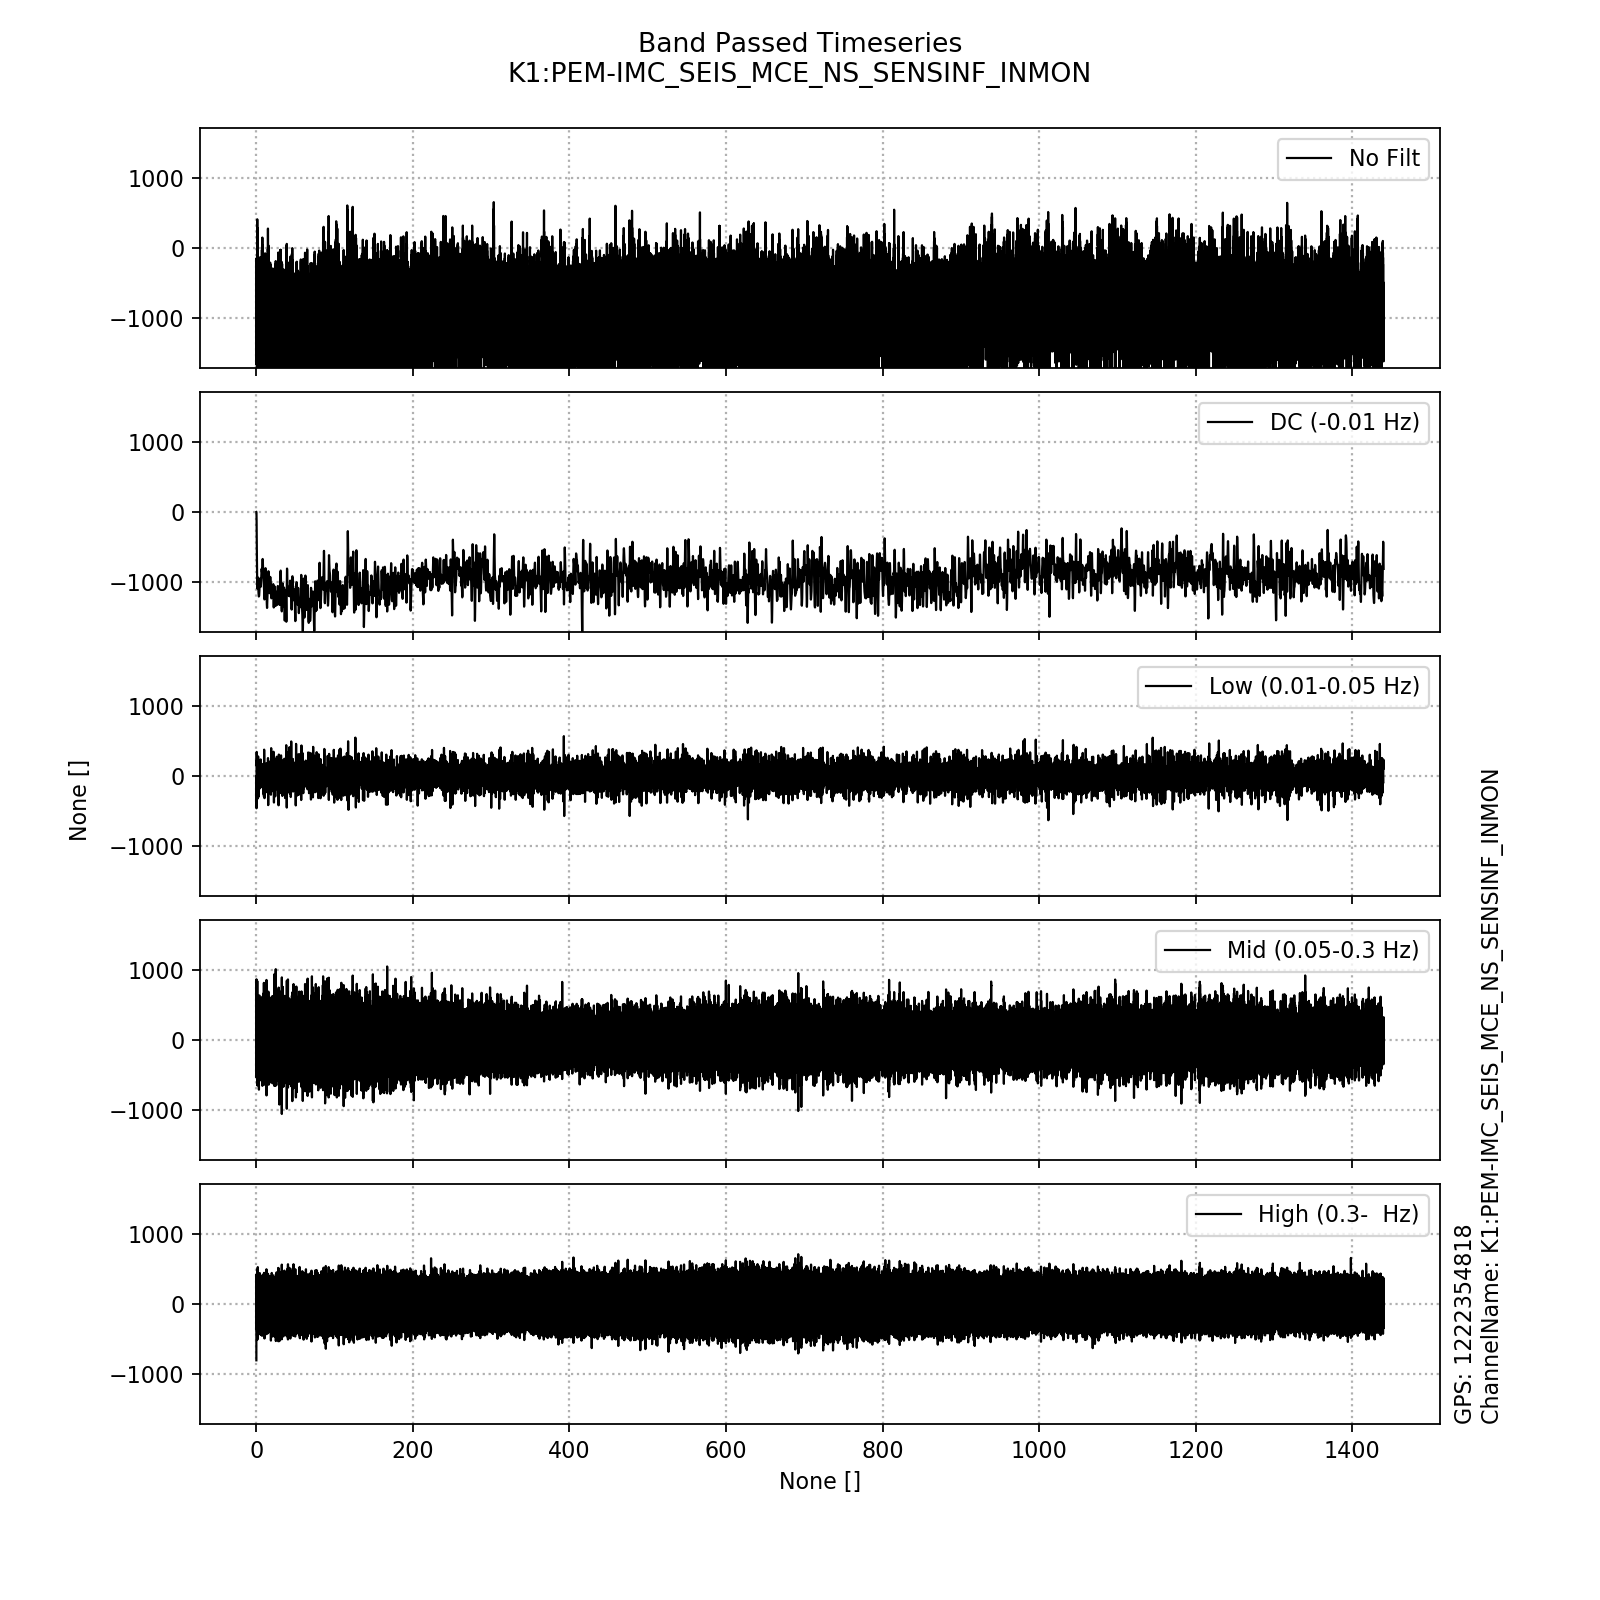 Band Passed Timeseries
K1:PEM-IMC_SEIS_MCE_NS_SENSINF_INMON
No Filt
1000
0
−1000
DC (-0.01 Hz)
1000
0
−1000
Low (0.01-0.05 Hz)
1000
0
−1000
Mid (0.05-0.3 Hz)
1000
0
−1000
High (0.3-  Hz)
1000
0
−1000
None []
0 200 400 600 800 1000 1200 1400
None []
GPS: 1222354818
ChannelName: K1:PEM-IMC_SEIS_MCE_NS_SENSINF_INMON